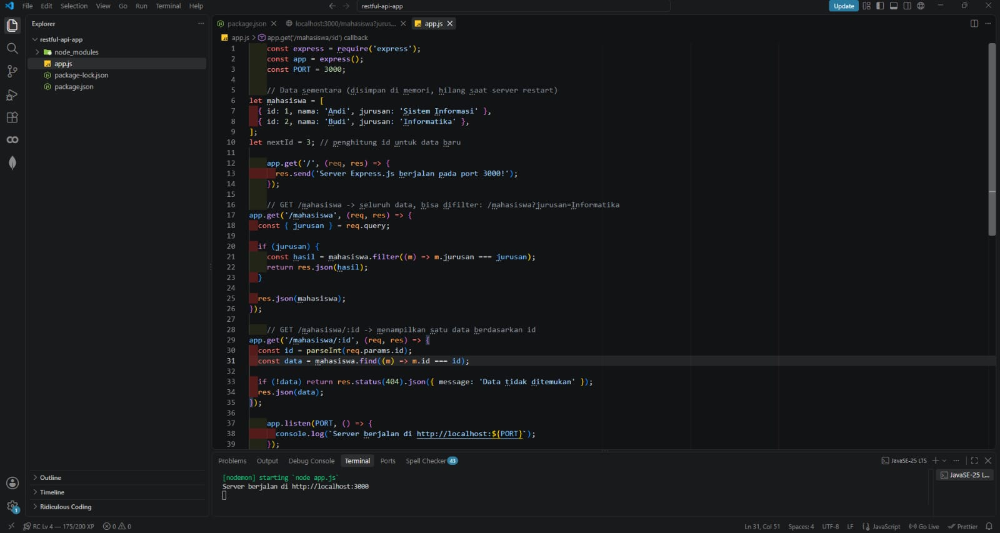 File Edit Selection View Go Run Terminal Help
restful-api-app
Update
Explorer
restful-api-app
node_modules
app.js
package-lock.json
package.json
Outline
Timeline
Ridiculous Coding
package.json
localhost:3000/mahasiswa?jurus...
app.js
app.js > app.get('/mahasiswa/:id') callback
1 const express = require('express');
2 const app = express();
3 const PORT = 3000;
4
5 // Data sementara (disimpan di memori, hilang saat server restart)
6 let mahasiswa = [
7 { id: 1, nama: 'Andi', jurusan: 'Sistem Informasi' },
8 { id: 2, nama: 'Budi', jurusan: 'Informatika' },
9 ];
10 let nextId = 3; // penghitung id untuk data baru
11
12 app.get('/', (req, res) => {
13 res.send('Server Express.js berjalan pada port 3000!');
14 });
15
16 // GET /mahasiswa -> seluruh data, bisa difilter: /mahasiswa?jurusan=Informatika
17 app.get('/mahasiswa', (req, res) => {
18 const { jurusan } = req.query;
19
20 if (jurusan) {
21 const hasil = mahasiswa.filter((m) => m.jurusan === jurusan);
22 return res.json(hasil);
23 }
24
25 res.json(mahasiswa);
26 });
27
28 // GET /mahasiswa/:id -> menampilkan satu data berdasarkan id
29 app.get('/mahasiswa/:id', (req, res) => {
30 const id = parseInt(req.params.id);
31 const data = mahasiswa.find((m) => m.id === id);
32
33 if (!data) return res.status(404).json({ message: 'Data tidak ditemukan' });
34 res.json(data);
35 });
36
37 app.listen(PORT, () => {
38 console.log(`Server berjalan di http://localhost:${PORT}`);
39 });
Problems Output Debug Console Terminal Ports Spell Checker 43
JavaSE-25 LTS
[nodemon] starting `node app.js`
Server berjalan di http://localhost:3000
JavaSE-25 L...
1
RC Lv 4 — 175/200 XP 0 0
Ln 31, Col 51 Spaces: 4 UTF-8 LF JavaScript Go Live Prettier